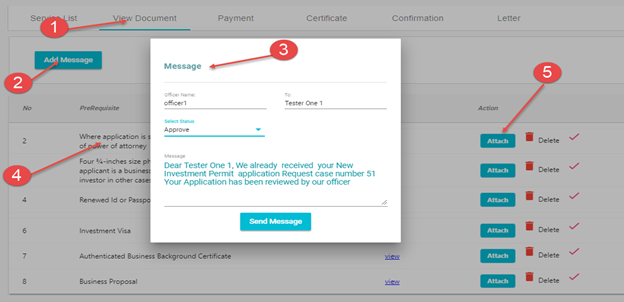 Service List View Document Payment Certificate Confirmation Letter
1
Add Message
2
3
Message
Officer Name: To
officer1 Tester One 1
Select Status
Approve
Message
Dear Tester One 1, We already received your New
Investment Permit application Request case number 51
Your Application has been reviewed by our officer
Send Message
5
No PreRequisite Action
2 Where application is s
of power of attorney
Attach Delete
4
Four ¾-inches size ph
applicant is a business
investor in other cases
Attach Delete
4 Renewed Id or Passpo Attach Delete
6 Investment Visa Attach Delete
7 Authenticated Business Background Certificate view Attach Delete
8 Business Proposal view Attach Delete